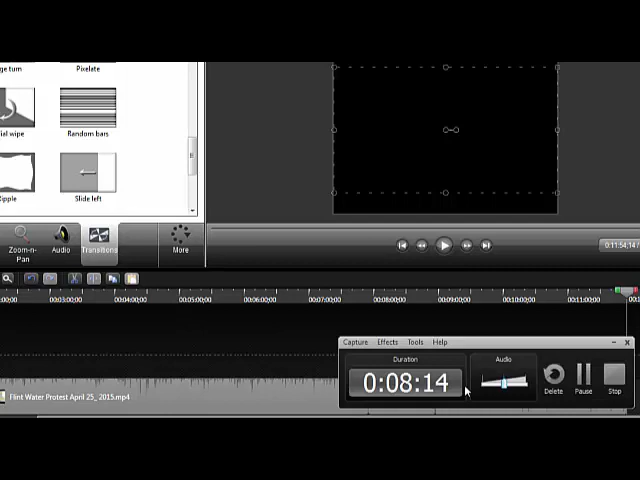 ge turn
Pixelate
ial wipe
Random bars
ipple
Slide left
Zoom-n-
Pan
Audio
Transitions
More
0:11:54;14
00:03:00;00
00:04:00;00
00:05:00;00
00:06:00;00
00:07:00;00
00:08:00;00
00:09:00;00
00:10:00;00
00:11:00;00
Capture Effects Tools Help
Duration
Audio
0:08:14
Delete
Pause
Stop
Flint Water Protest April 25_ 2015.mp4